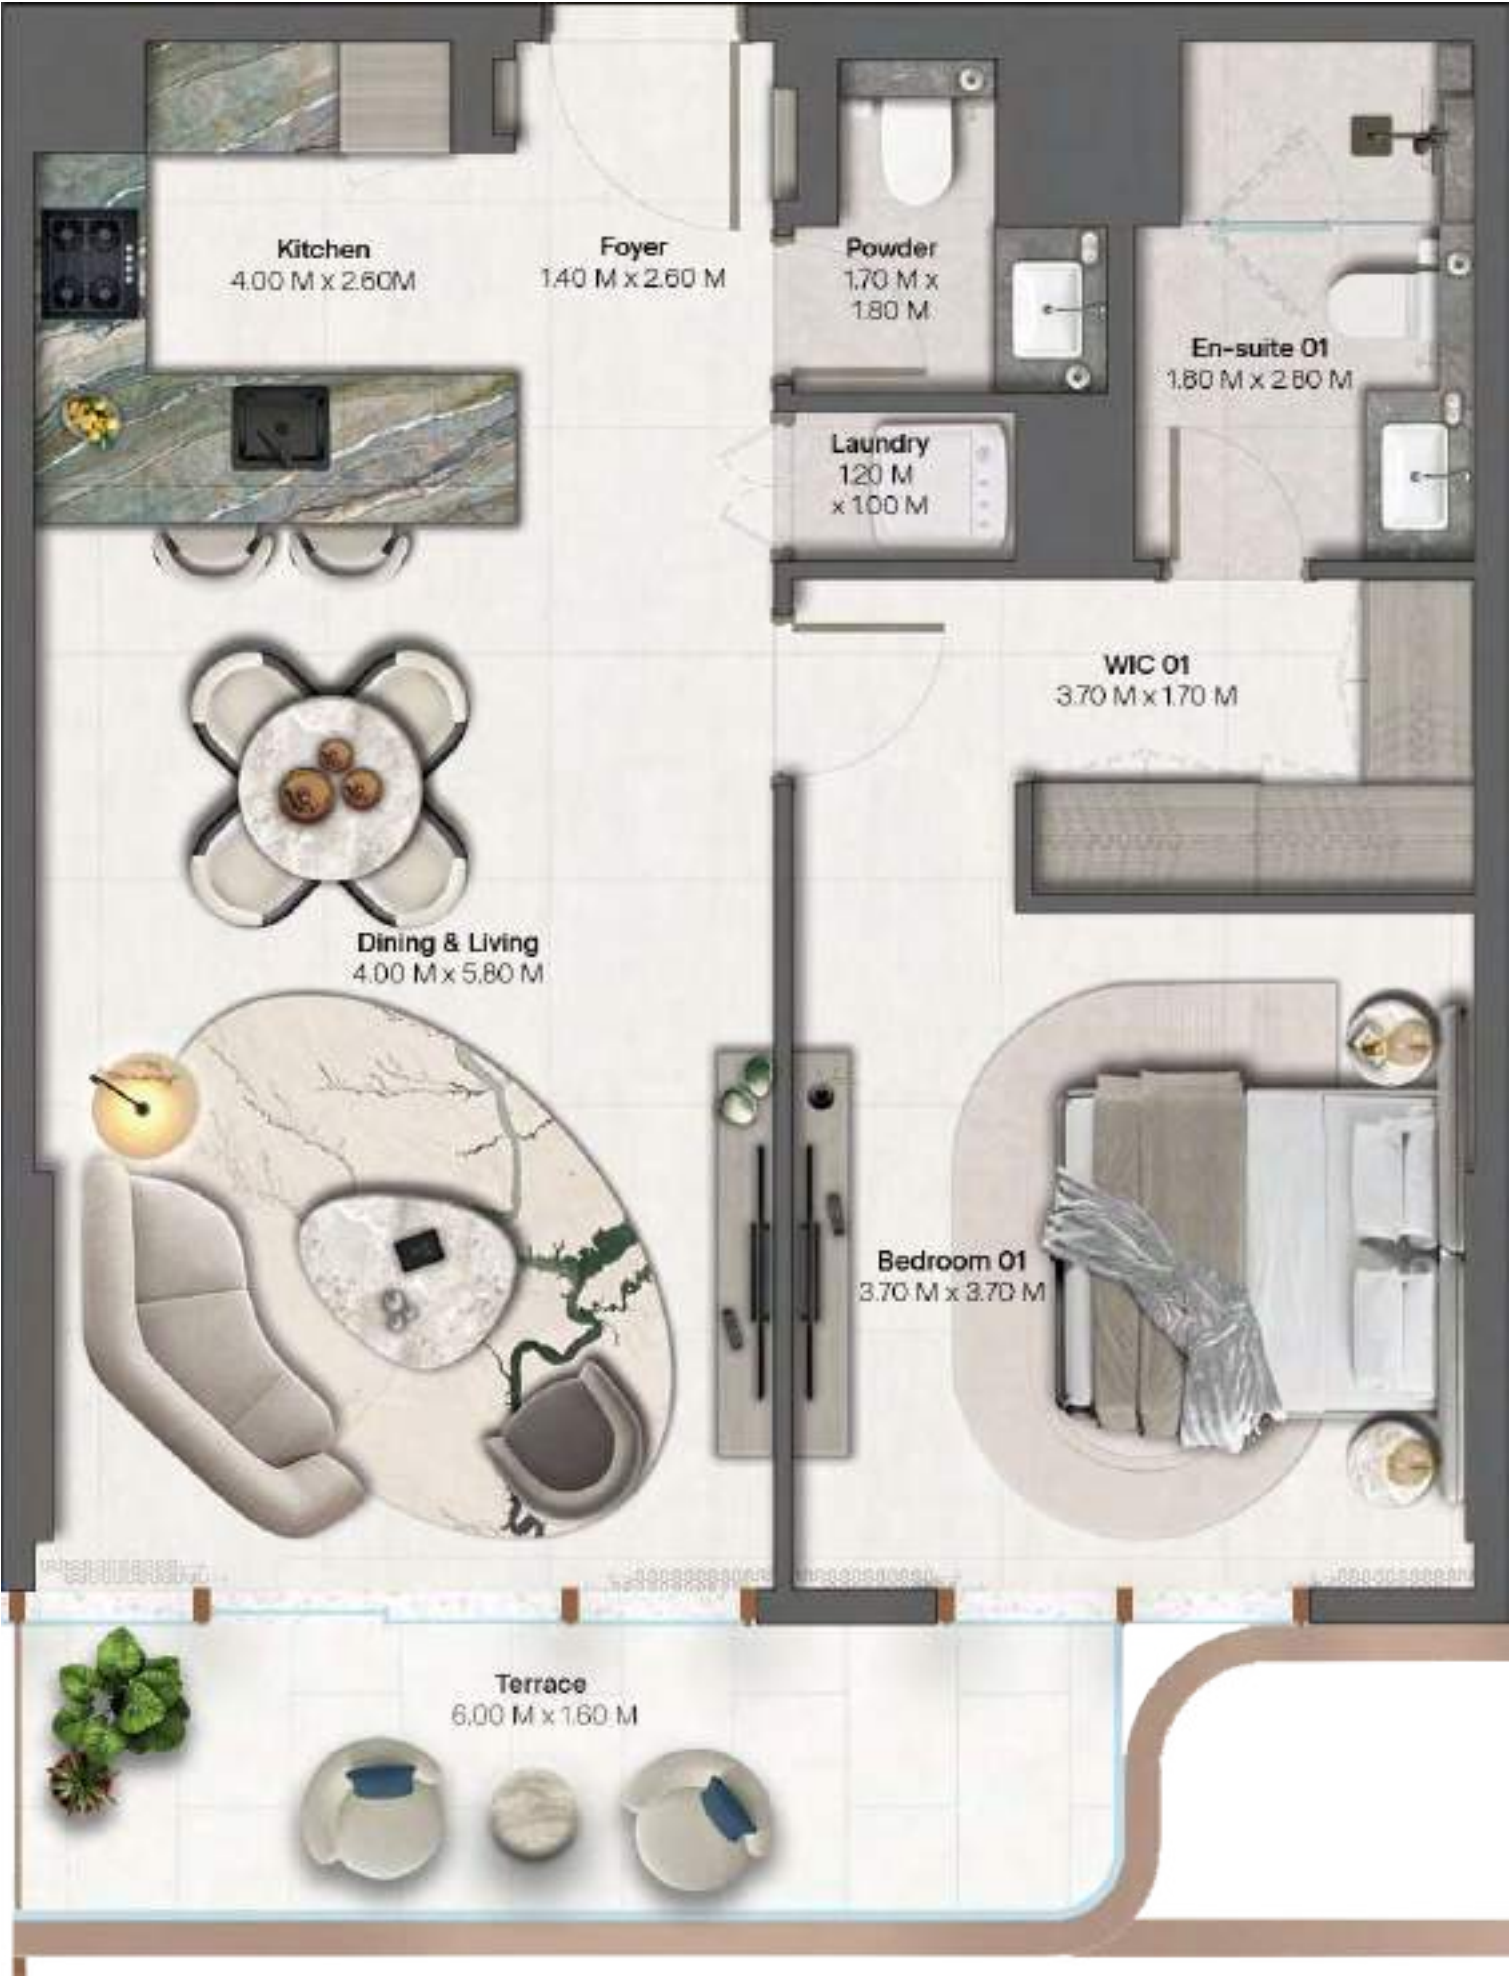 Kitchen
4.00 M x 2.60M
Foyer
1.40 M x 2.60 M
Powder
1.70 M x
1.80 M
En-suite 01
1.80 M x 2.80 M
Laundry
1.20 M
x 1.00 M
WIC 01
3.70 M x 1.70 M
Dining & Living
4.00 M x 5.80 M
Bedroom 01
3.70 M x 3.70 M
Terrace
6.00 M x 1.60 M